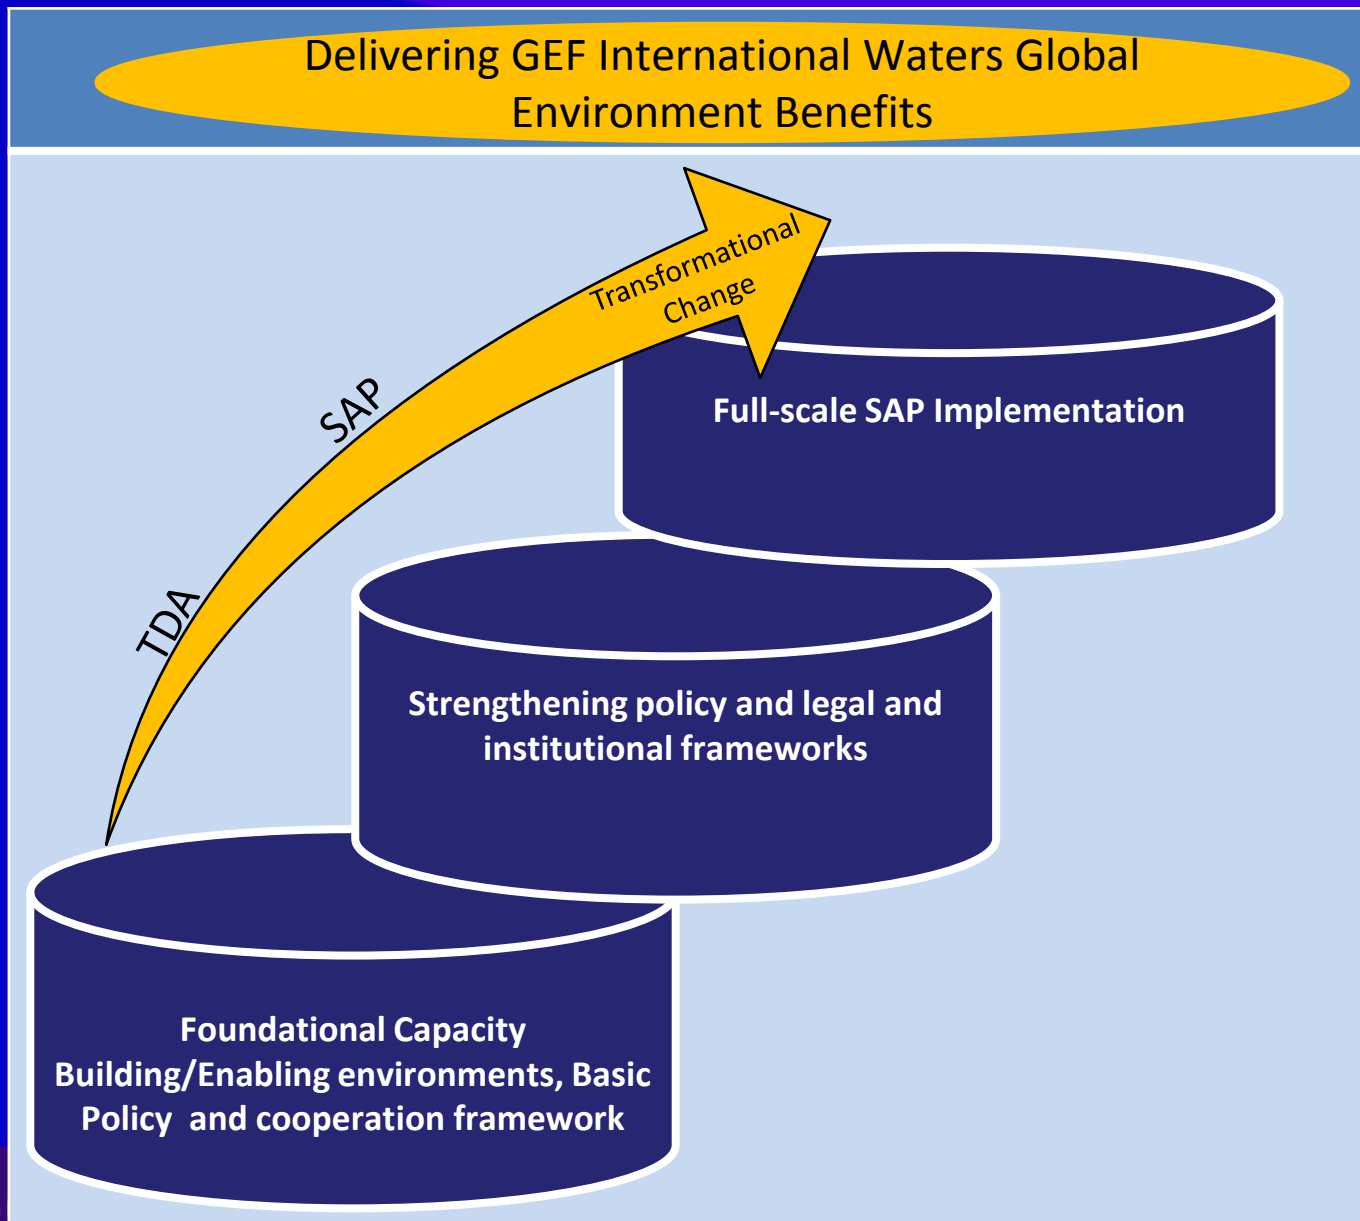 Delivering GEF International Waters Global
Environment Benefits
Transformational
Change
SAP
TDA
Full-scale SAP Implementation
Strengthening policy and legal and
institutional frameworks
Foundational Capacity
Building/Enabling environments, Basic
Policy  and cooperation framework